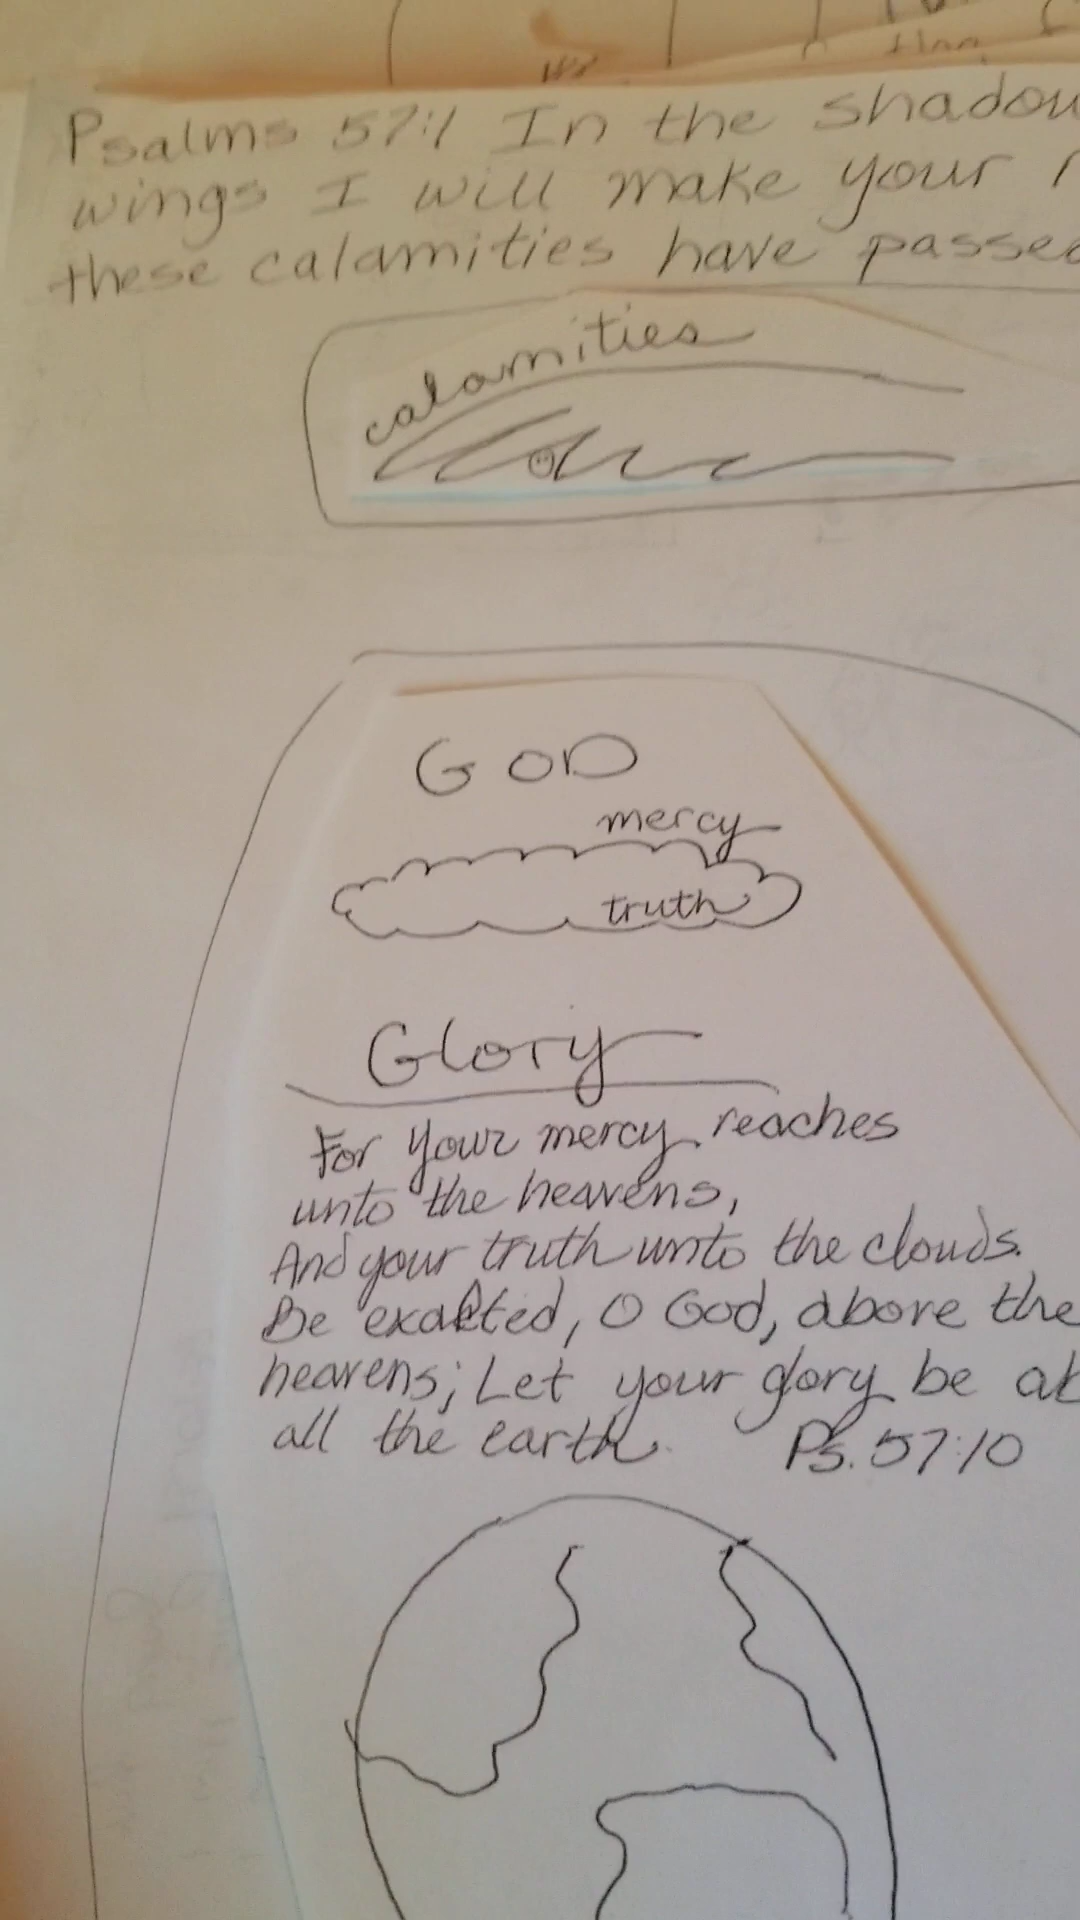 Psalms 57:1 In the shadow
wings I will make your r
these calamities have passed
calamities
GOD
mercy
truth
Glory
For your mercy reaches
unto the heavens,
And your truth unto the clouds.
Be exalted, O God, above the
heavens; Let your glory be ab
all the earth. Ps. 57:10